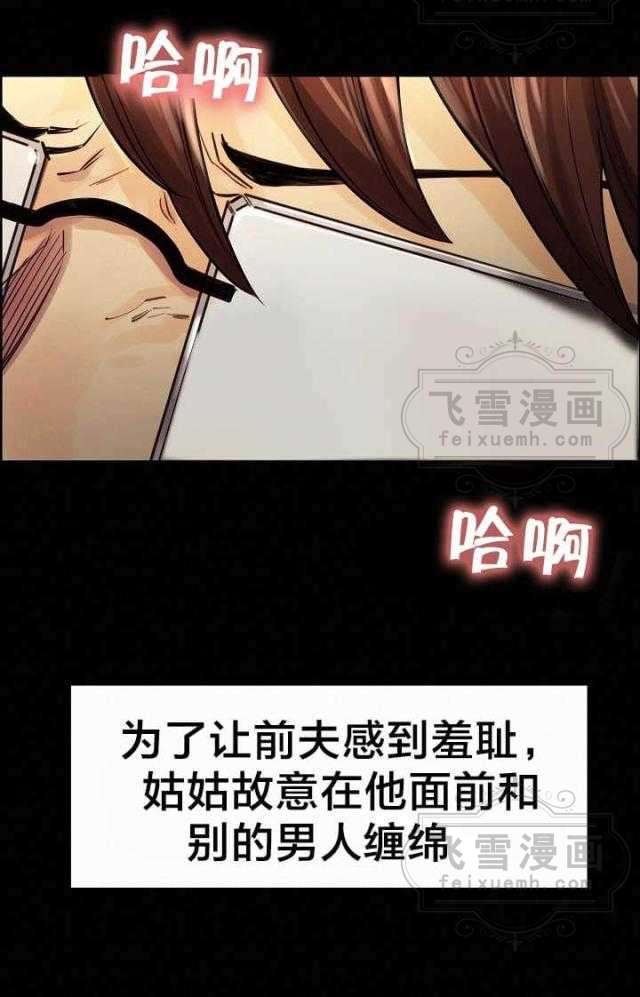 哈啊
飞雪漫画
feixuemh.com
哈啊
为了让前夫感到羞耻，
姑姑故意在他面前和
别的男人缠绵
飞雪漫画
feixuemh.com